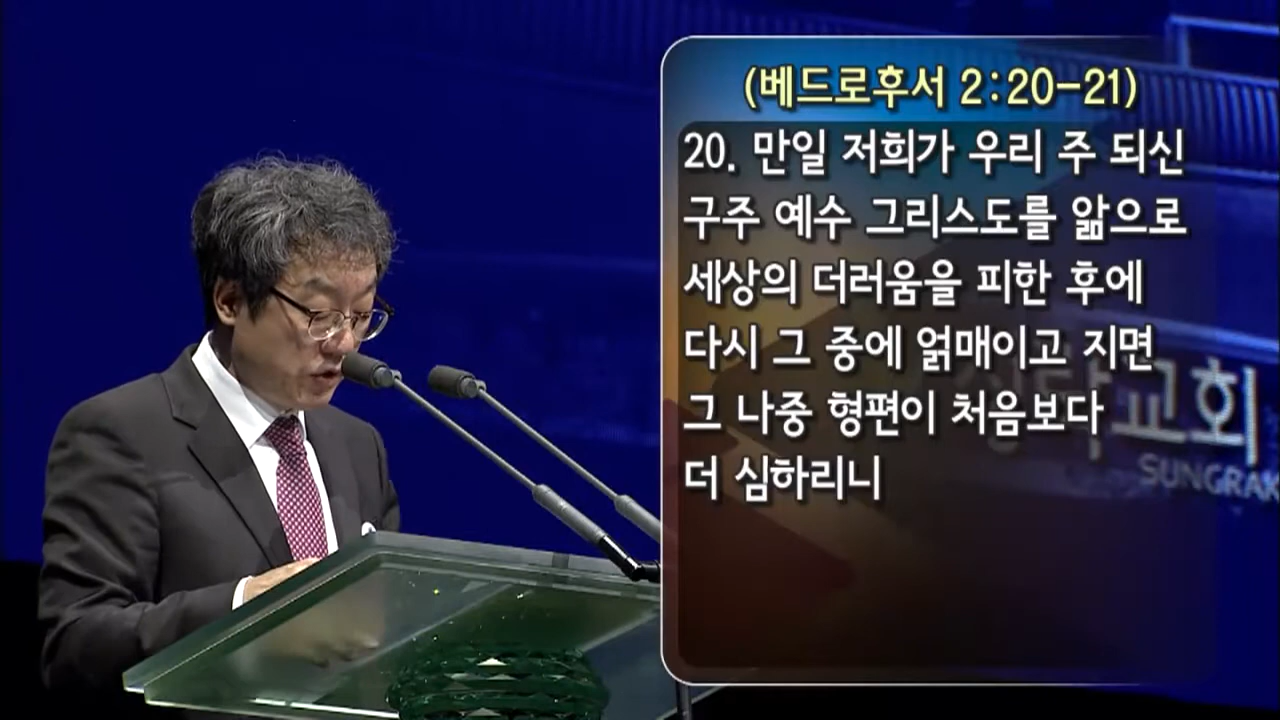 (베드로후서 2:20-21)
20. 만일 저희가 우리 주 되신
구주 예수 그리스도를 앎으로
세상의 더러움을 피한 후에
다시 그 중에 얽매이고 지면
그 나중 형편이 처음보다
더 심하리니
성락교회
SUNGRAK